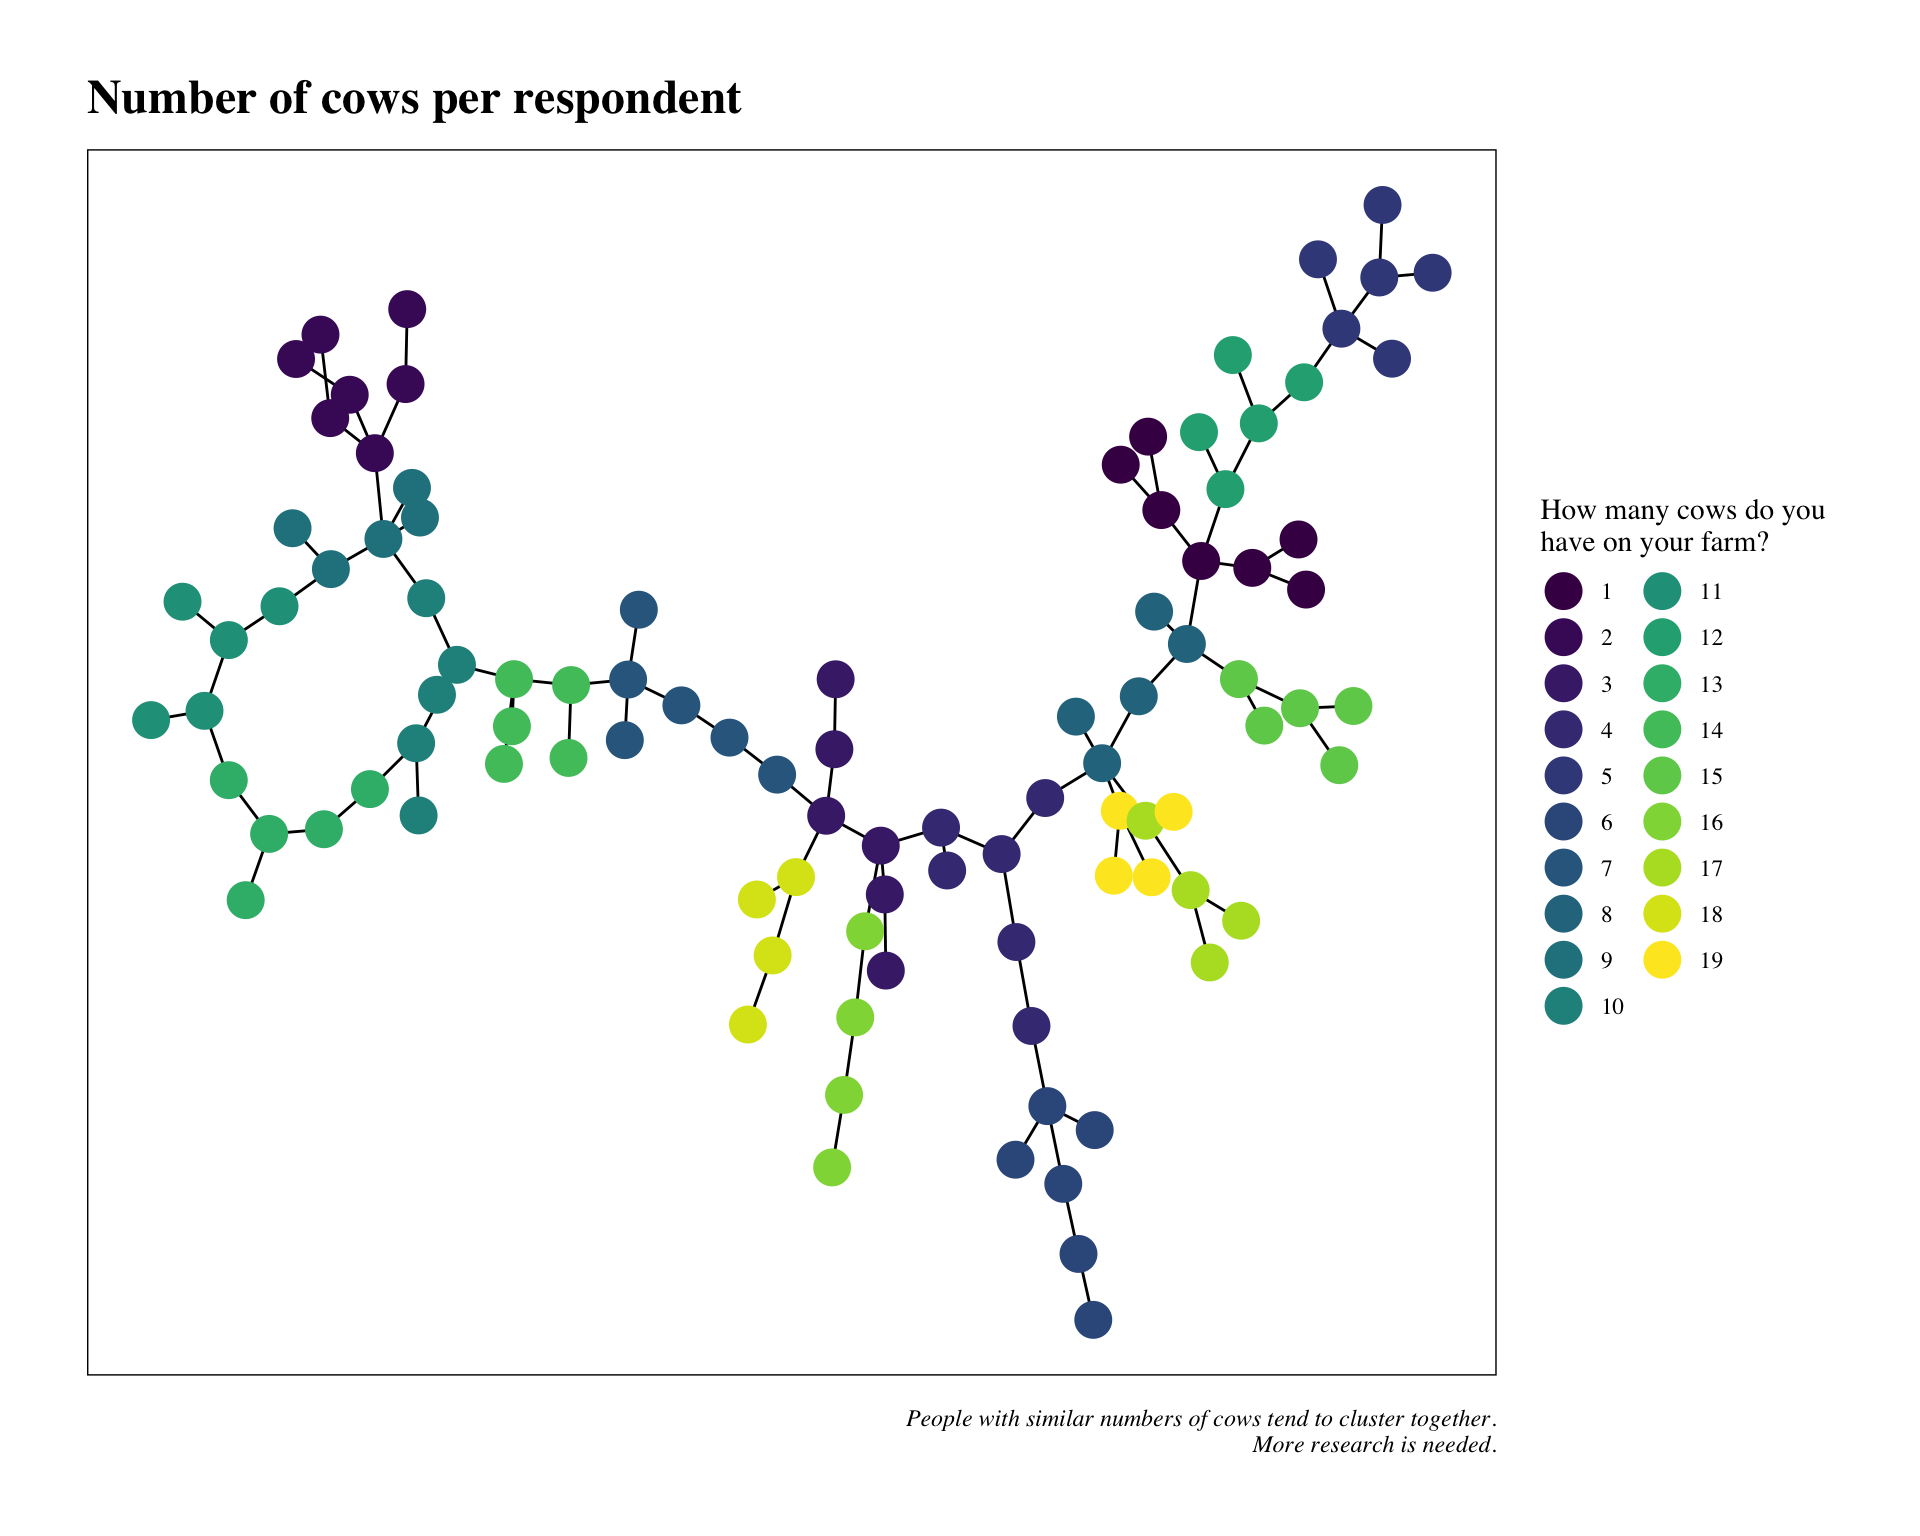 Number of cows per respondent
How many cows do you
have on your farm?
1 11
2 12
3 13
4 14
5 15
6 16
7 17
8 18
9 19
10
People with similar numbers of cows tend to cluster together.
More research is needed.